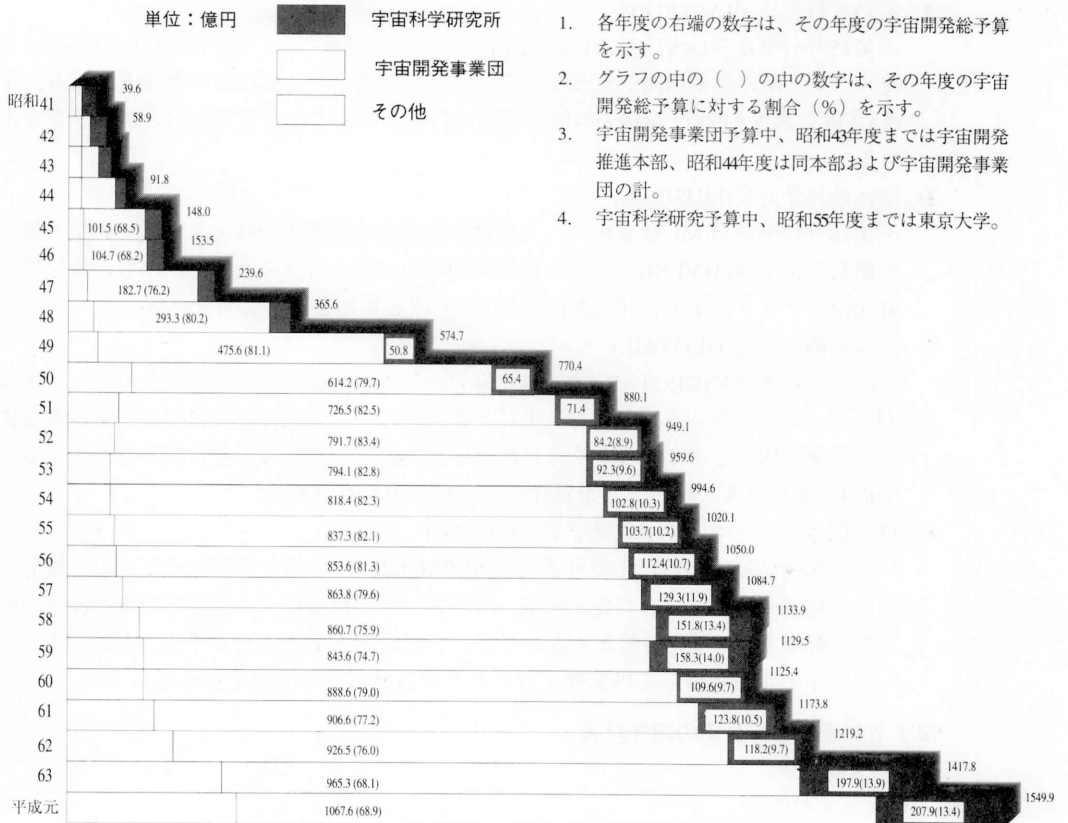 単位：億円
宇宙科学研究所
宇宙開発事業団
その他
1. 各年度の右端の数字は、その年度の宇宙開発総予算
を示す。
2. グラフの中の（ ）の中の数字は、その年度の宇宙
開発総予算に対する割合（%）を示す。
3. 宇宙開発事業団予算中、昭和43年度までは宇宙開発
推進本部、昭和44年度は同本部および宇宙開発事業
団の計。
4. 宇宙科学研究予算中、昭和55年度までは東京大学。
昭和41 39.6
42 58.9
43
44 91.8
45 101.5 (68.5) 148.0
46 104.7 (68.2) 153.5
47 182.7 (76.2) 239.6
48 293.3 (80.2) 365.6
49 475.6 (81.1) 50.8 574.7
50 614.2 (79.7) 65.4 770.4
51 726.5 (82.5) 71.4 880.1
52 791.7 (83.4) 84.2(8.9) 949.1
53 794.1 (82.8) 92.3(9.6) 959.6
54 818.4 (82.3) 102.8(10.3) 994.6
55 837.3 (82.1) 103.7(10.2) 1020.1
56 853.6 (81.3) 112.4(10.7) 1050.0
57 863.8 (79.6) 129.3(11.9) 1084.7
58 860.7 (75.9) 151.8(13.4) 1133.9
59 843.6 (74.7) 158.3(14.0) 1129.5
60 888.6 (79.0) 109.6(9.7) 1125.4
61 906.6 (77.2) 123.8(10.5) 1173.8
62 926.5 (76.0) 118.2(9.7) 1219.2
63 965.3 (68.1) 197.9(13.9) 1417.8
平成元 1067.6 (68.9) 207.9(13.4) 1549.9